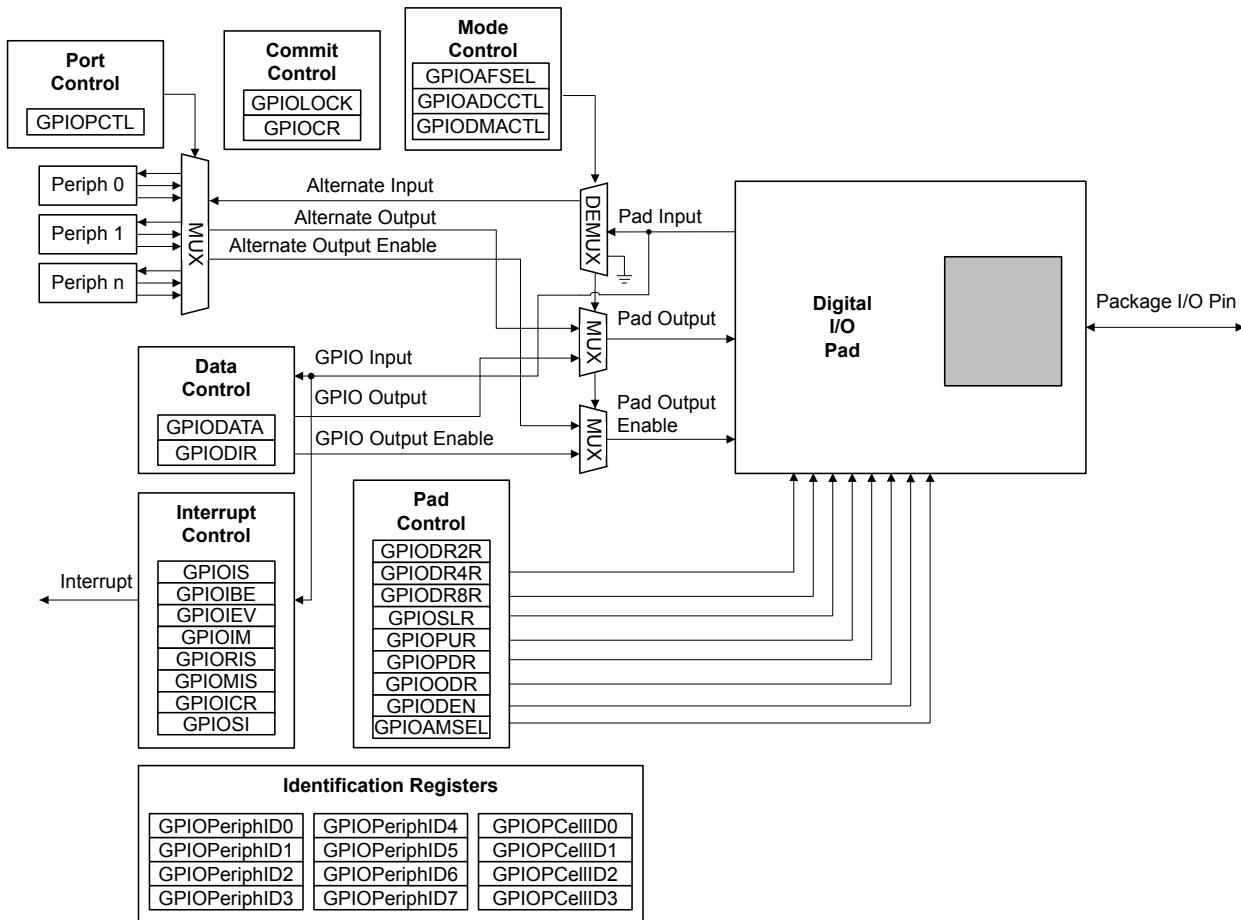 Port
Control
GPIOPCTL
Commit
Control
GPIOLOCK
GPIOCR
Mode
Control
GPIOAFSEL
GPIOADCCTL
GPIODMACTL
Periph 0
Periph 1
Periph n
MUX
Alternate Input
Alternate Output
Alternate Output Enable
DEMUX
Pad Input
MUX
Pad Output
MUX
Pad Output
Enable
Digital
I/O
Pad
Package I/O Pin
Data
Control
GPIODATA
GPIODIR
GPIO Input
GPIO Output
GPIO Output Enable
Interrupt
Control
GPIOIS
GPIOIBE
GPIOIEV
GPIOIM
GPIORIS
GPIOMIS
GPIOICR
GPIOSI
Interrupt
Pad
Control
GPIODR2R
GPIODR4R
GPIODR8R
GPIOSLR
GPIOPUR
GPIOPDR
GPIOODR
GPIODEN
GPIOAMSEL
Identification Registers
GPIOPeriphID0
GPIOPeriphID1
GPIOPeriphID2
GPIOPeriphID3
GPIOPeriphID4
GPIOPeriphID5
GPIOPeriphID6
GPIOPeriphID7
GPIOPCellID0
GPIOPCellID1
GPIOPCellID2
GPIOPCellID3